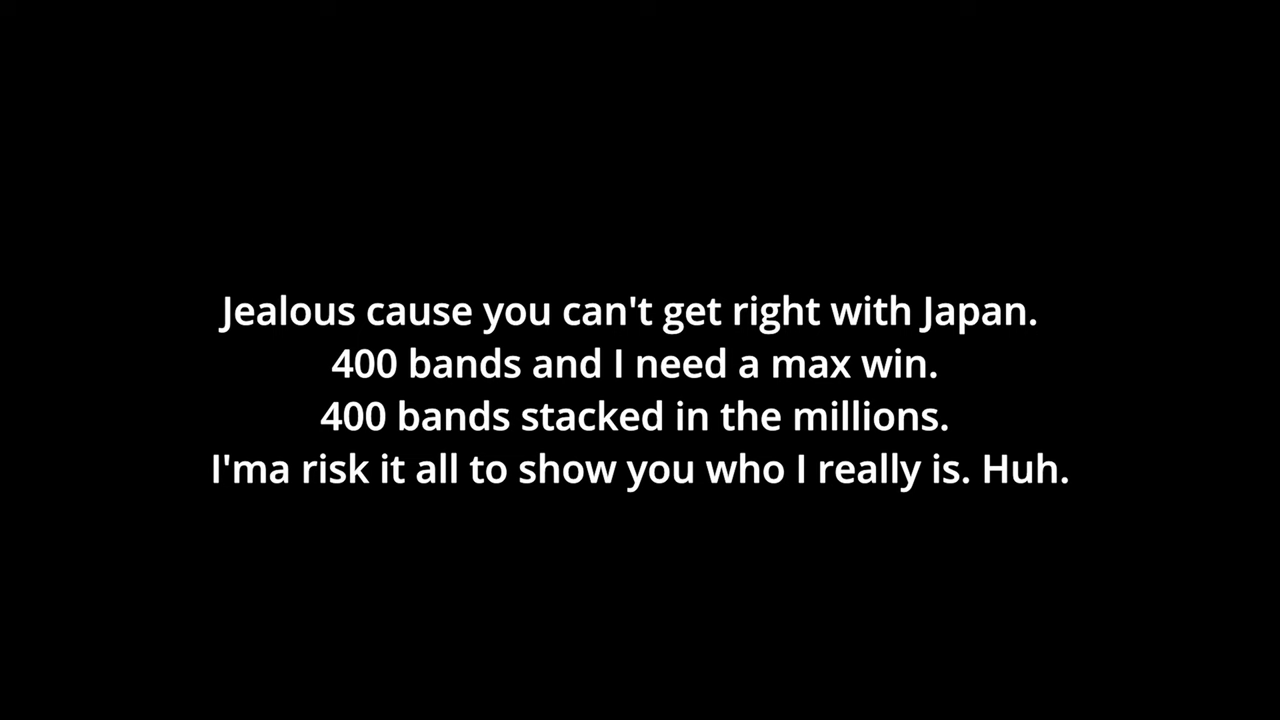 Jealous cause you can't get right with Japan.
400 bands and I need a max win.
400 bands stacked in the millions.
I'ma risk it all to show you who I really is. Huh.